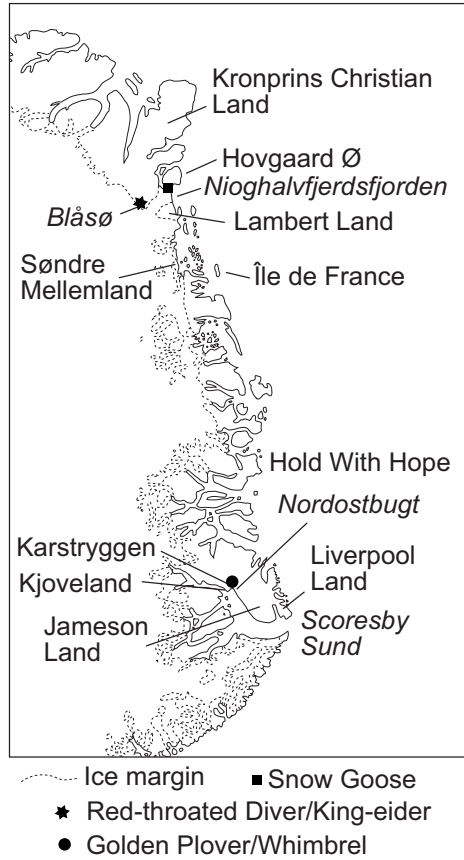 Kronprins Christian
Land
Hovgaard Ø
Nioghalvfjerdsfjorden
Blåsø
Lambert Land
Søndre
Mellemland
Île de France
Hold With Hope
Nordostbugt
Karstryggen
Liverpool
Land
Kjoveland
Jameson
Land
Scoresby
Sund
Ice margin
Snow Goose
Red-throated Diver/King-eider
Golden Plover/Whimbrel